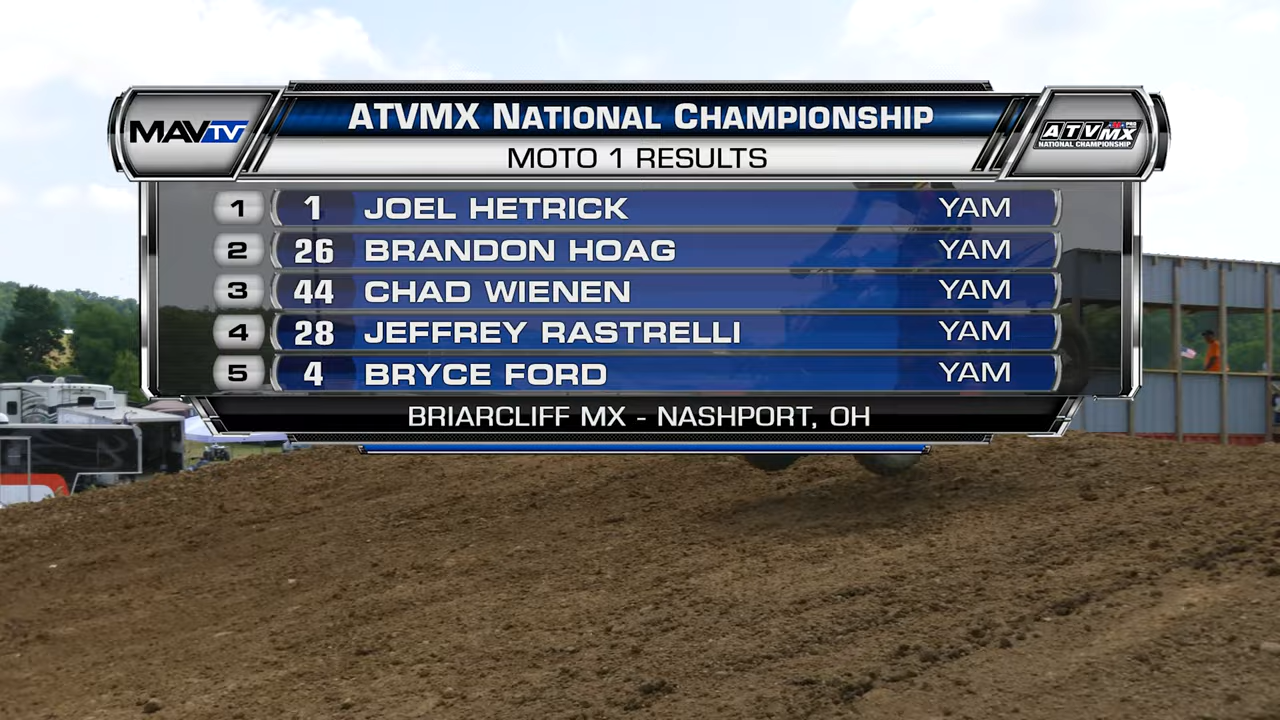 MAVTV
ATVMX NATIONAL CHAMPIONSHIP
ATVMX PRO
NATIONAL CHAMPIONSHIP
MOTO 1 RESULTS
1 1 JOEL HETRICK YAM
2 26 BRANDON HOAG YAM
3 44 CHAD WIENEN YAM
4 28 JEFFREY RASTRELLI YAM
5 4 BRYCE FORD YAM
BRIARCLIFF MX - NASHPORT, OH